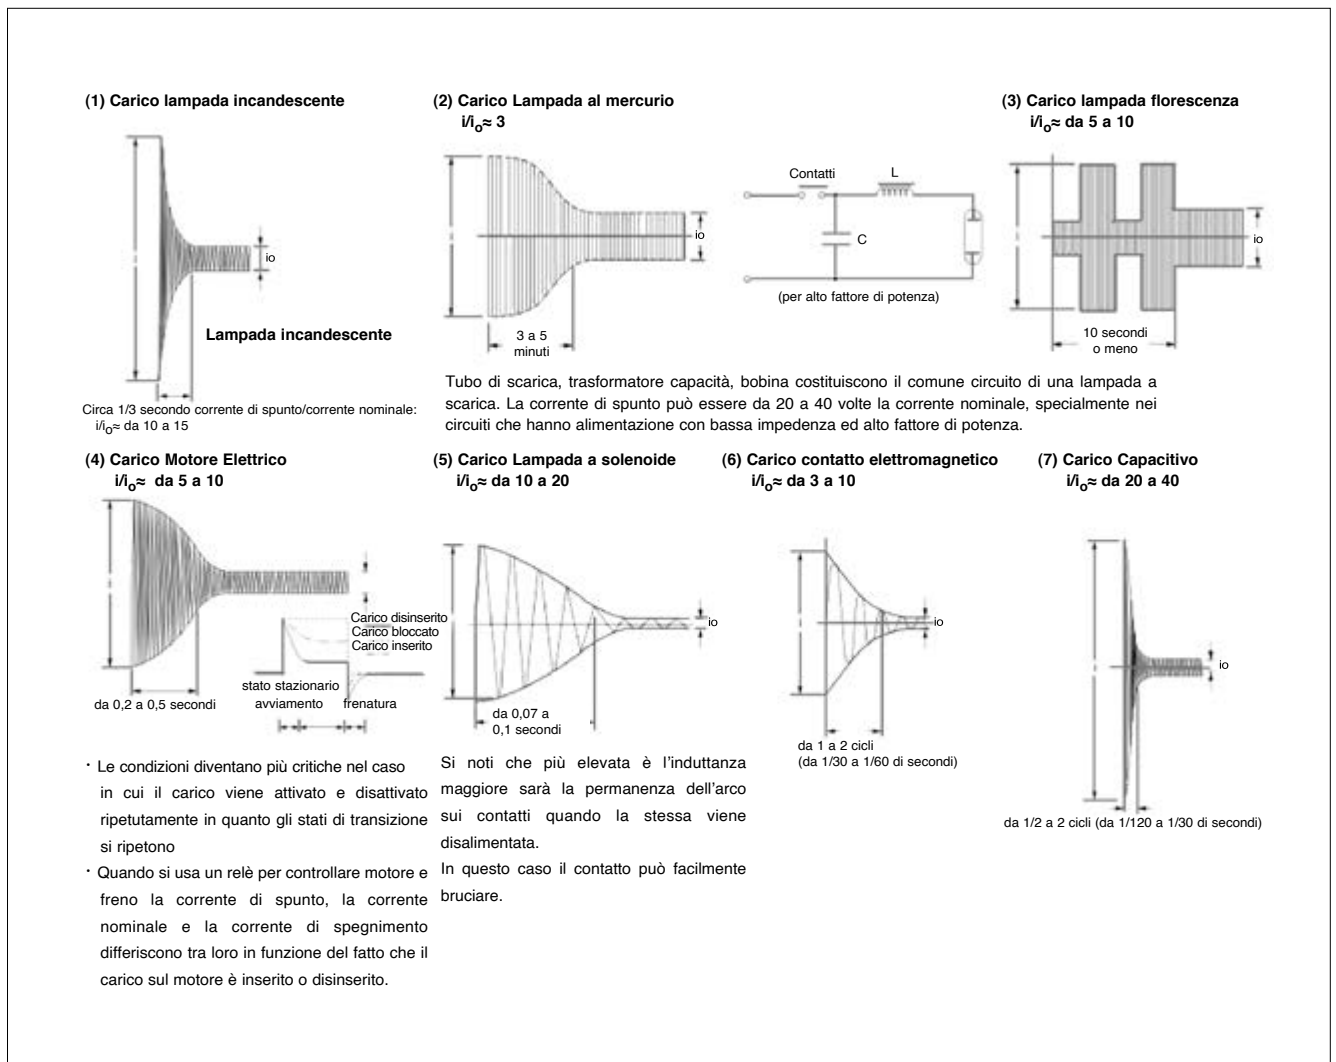 (1) Carico lampada incandescente
io
Lampada incandescente
Circa 1/3 secondo corrente di spunto/corrente nominale:
i/io≈ da 10 a 15
(2) Carico Lampada al mercurio
i/io≈ 3
io
3 a 5
minuti
Contatti
L
C
(per alto fattore di potenza)
(3) Carico lampada florescenza
i/io≈ da 5 a 10
io
10 secondi
o meno
Tubo di scarica, trasformatore capacità, bobina costituiscono il comune circuito di una lampada a
scarica. La corrente di spunto può essere da 20 a 40 volte la corrente nominale, specialmente nei
circuiti che hanno alimentazione con bassa impedenza ed alto fattore di potenza.
(4) Carico Motore Elettrico
i/io≈ da 5 a 10
da 0,2 a 0,5 secondi
Carico disinserito
Carico bloccato
Carico inserito
stato stazionario
avviamento
frenatura
· Le condizioni diventano più critiche nel caso
in cui il carico viene attivato e disattivato
ripetutamente in quanto gli stati di transizione
si ripetono
· Quando si usa un relè per controllare motore e
freno la corrente di spunto, la corrente
nominale e la corrente di spegnimento
differiscono tra loro in funzione del fatto che il
carico sul motore è inserito o disinserito.
(5) Carico Lampada a solenoide
i/io≈ da 10 a 20
io
da 0,07 a
0,1 secondi
Si noti che più elevata è l'induttanza
maggiore sarà la permanenza dell'arco
sui contatti quando la stessa viene
disalimentata.
In questo caso il contatto può facilmente
bruciare.
(6) Carico contatto elettromagnetico
i/io≈ da 3 a 10
io
da 1 a 2 cicli
(da 1/30 a 1/60 di secondi)
(7) Carico Capacitivo
i/io≈ da 20 a 40
io
da 1/2 a 2 cicli (da 1/120 a 1/30 di secondi)